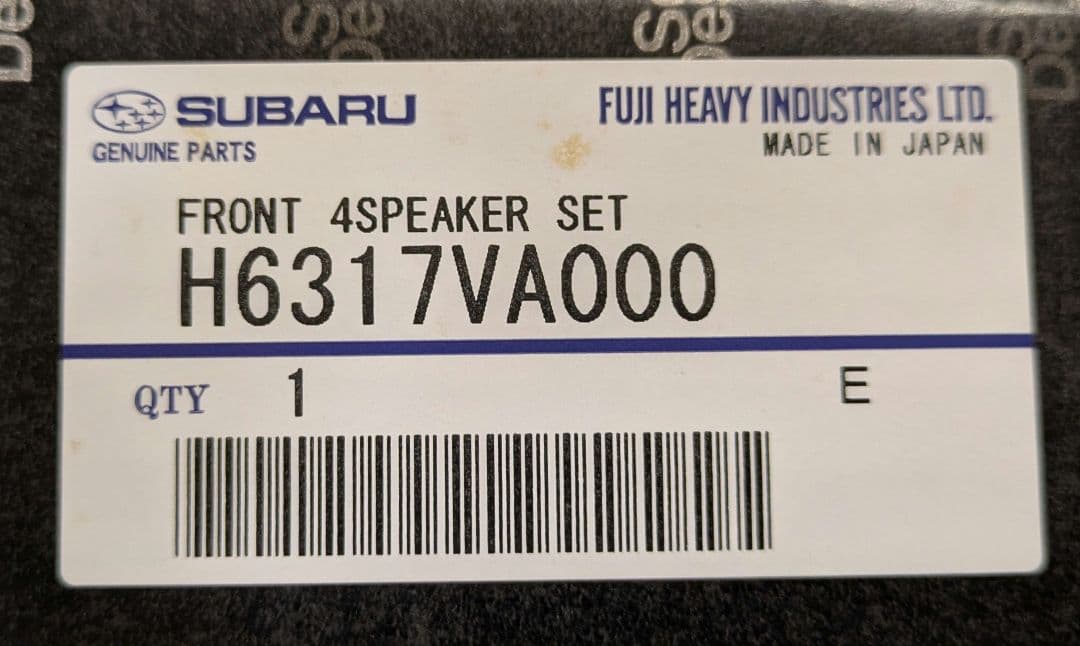 SUBARU
FUJI HEAVY INDUSTRIES LTD.
GENUINE PARTS
MADE IN JAPAN
FRONT 4SPEAKER SET
H6317VA000
QTY 1
E